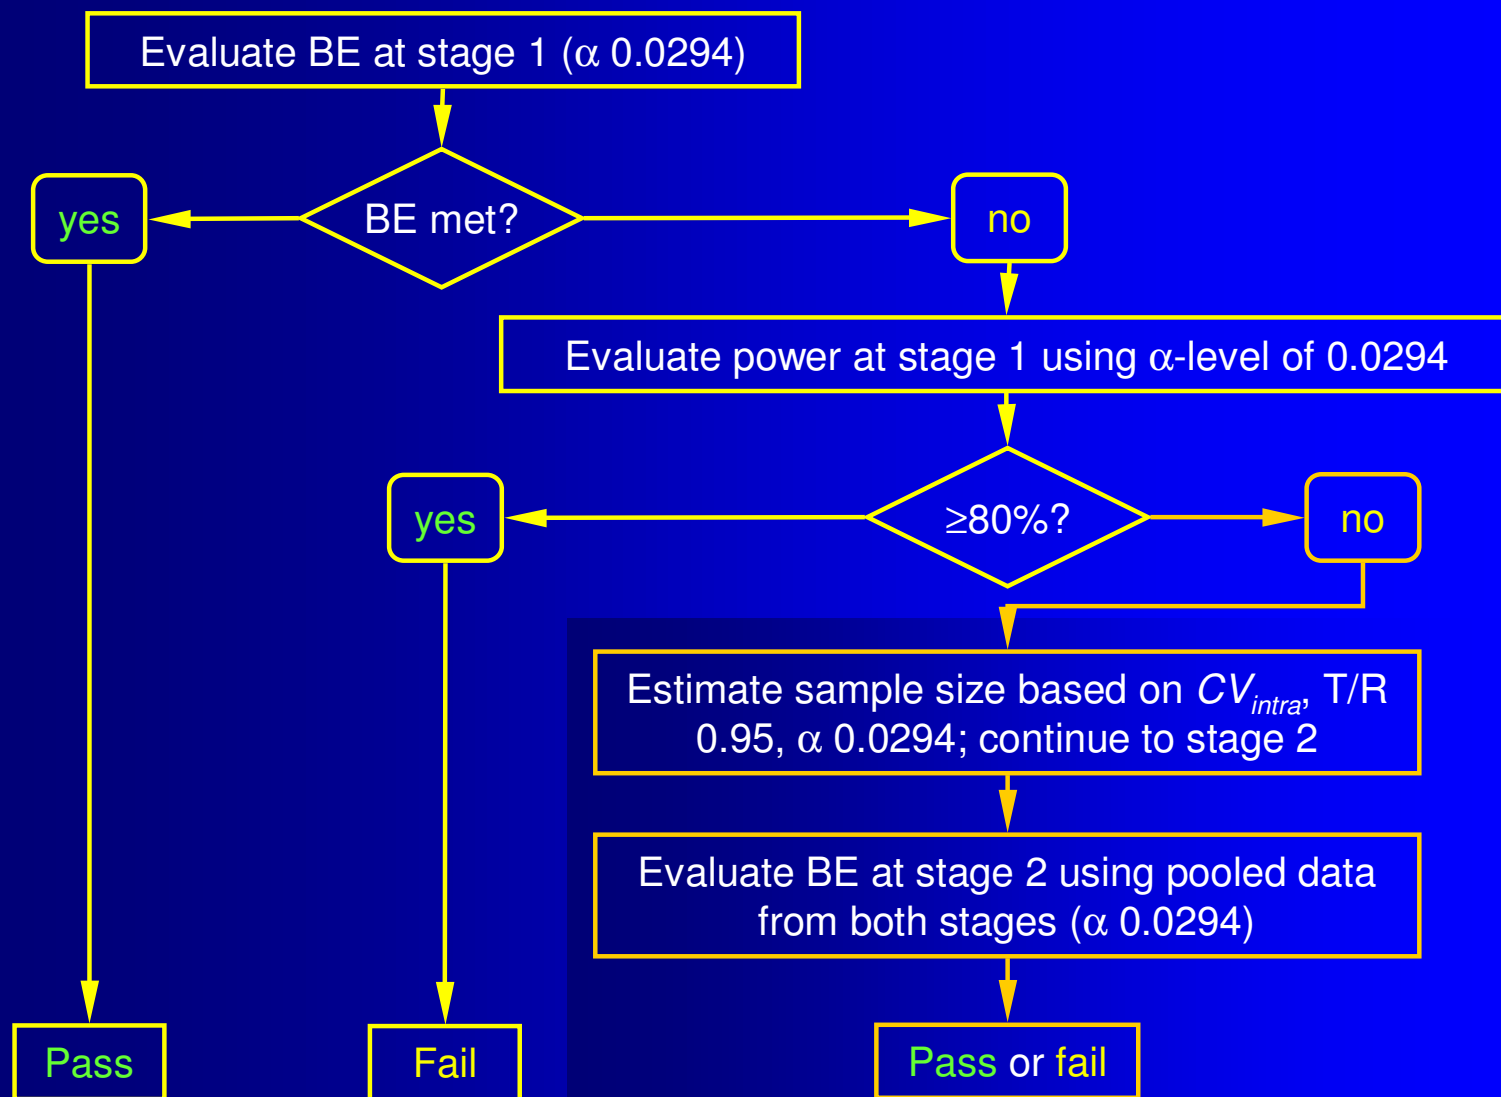 Evaluate BE at stage 1 (α 0.0294)
yes
BE met?
no
Evaluate power at stage 1 using α-level of 0.0294
yes
≥80%?
no
Estimate sample size based on CVintra, T/R
0.95, α 0.0294; continue to stage 2
Evaluate BE at stage 2 using pooled data
from both stages (α 0.0294)
Pass
Fail
Pass or fail